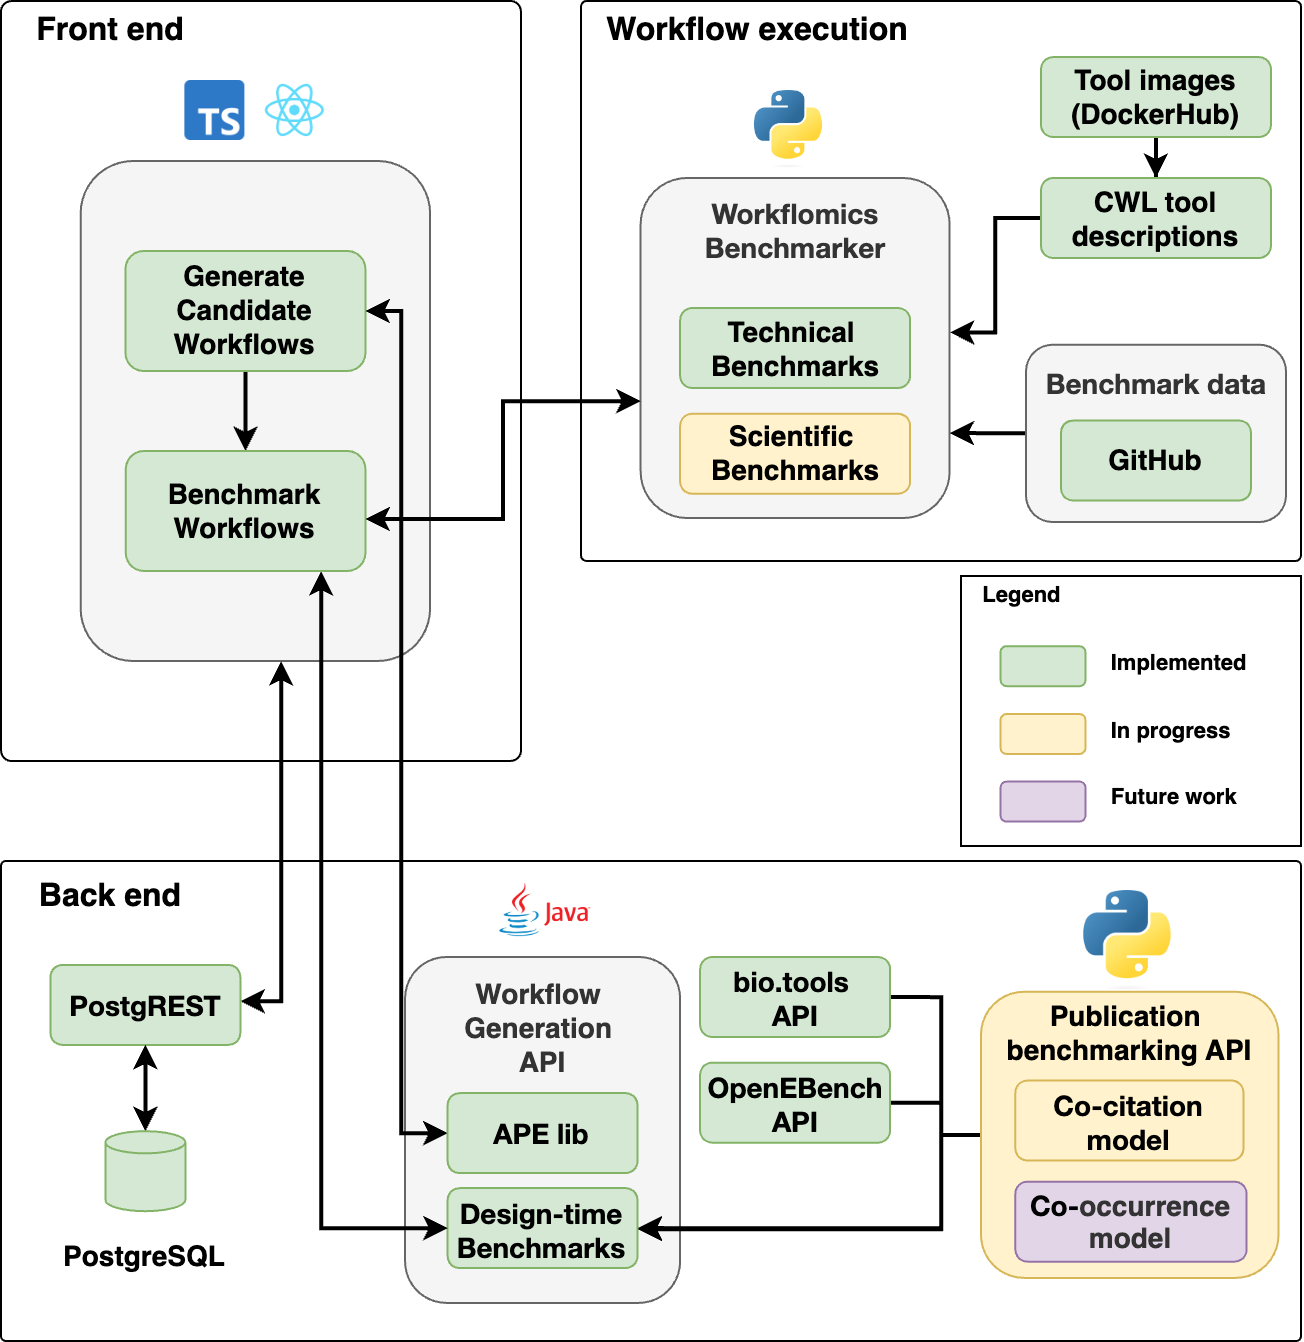 Front end
TS
Generate
Candidate
Workflows
Benchmark
Workflows
Workflow execution
Tool images
(DockerHub)
CWL tool
descriptions
Workflomics
Benchmarker
Technical
Benchmarks
Scientific
Benchmarks
Benchmark data
GitHub
Legend
Implemented
In progress
Future work
Back end
PostgREST
PostgreSQL
Java
Workflow
Generation
API
APE lib
Design-time
Benchmarks
bio.tools
API
OpenEBench
API
Publication
benchmarking API
Co-citation
model
Co-occurrence
model